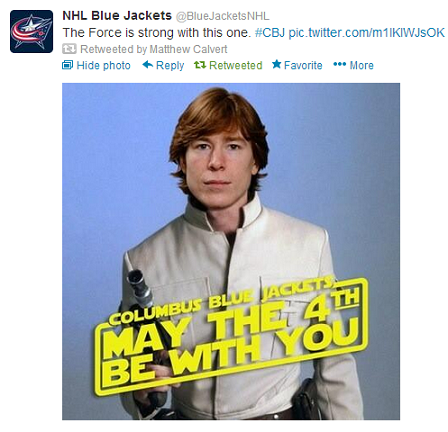 NHL Blue Jackets @BlueJacketsNHL
The Force is strong with this one. #CBJ pic.twitter.com/m1lKlWJsOK
Retweeted by Matthew Calvert
Hide photo Reply Retweeted Favorite More
COLUMBUS BLUE JACKETS
MAY THE 4TH
BE WITH YOU